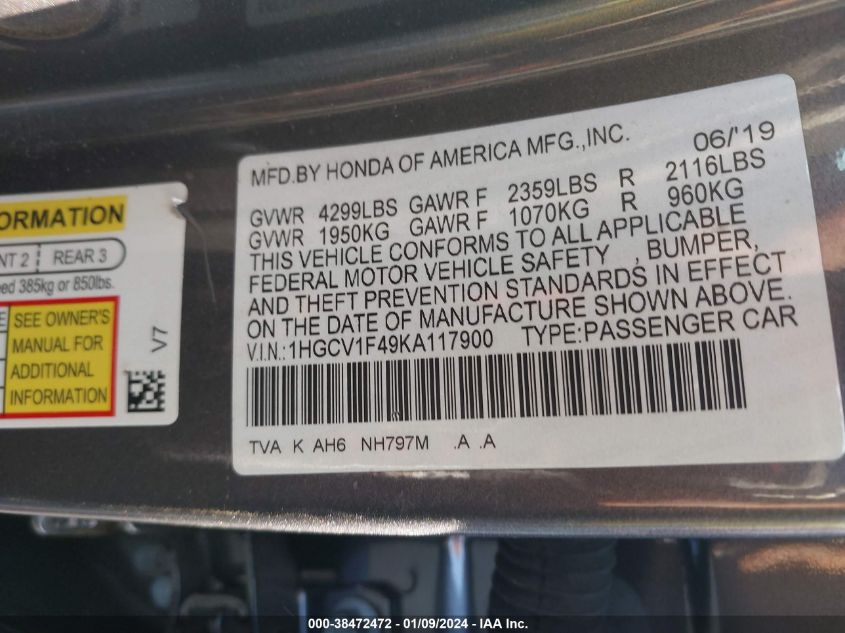 ORMATION
NT 2 REAR 3
ed 385kg or 850lbs.
E
SEE OWNER'S
MANUAL FOR
ADDITIONAL
INFORMATION
V7
MFD.BY HONDA OF AMERICA MFG.,INC. 06/'19
GVWR 4299LBS GAWR F 2359LBS R 2116LBS
GVWR 1950KG GAWR F 1070KG R 960KG
THIS VEHICLE CONFORMS TO ALL APPLICABLE
FEDERAL MOTOR VEHICLE SAFETY , BUMPER,
AND THEFT PREVENTION STANDARDS IN EFFECT
ON THE DATE OF MANUFACTURE SHOWN ABOVE.
V.I.N.:1HGCV1F49KA117900 TYPE:PASSENGER CAR
TVA K AH6 NH797M .A .A
000-38472472 / 01/09/2024 - IAA Inc.